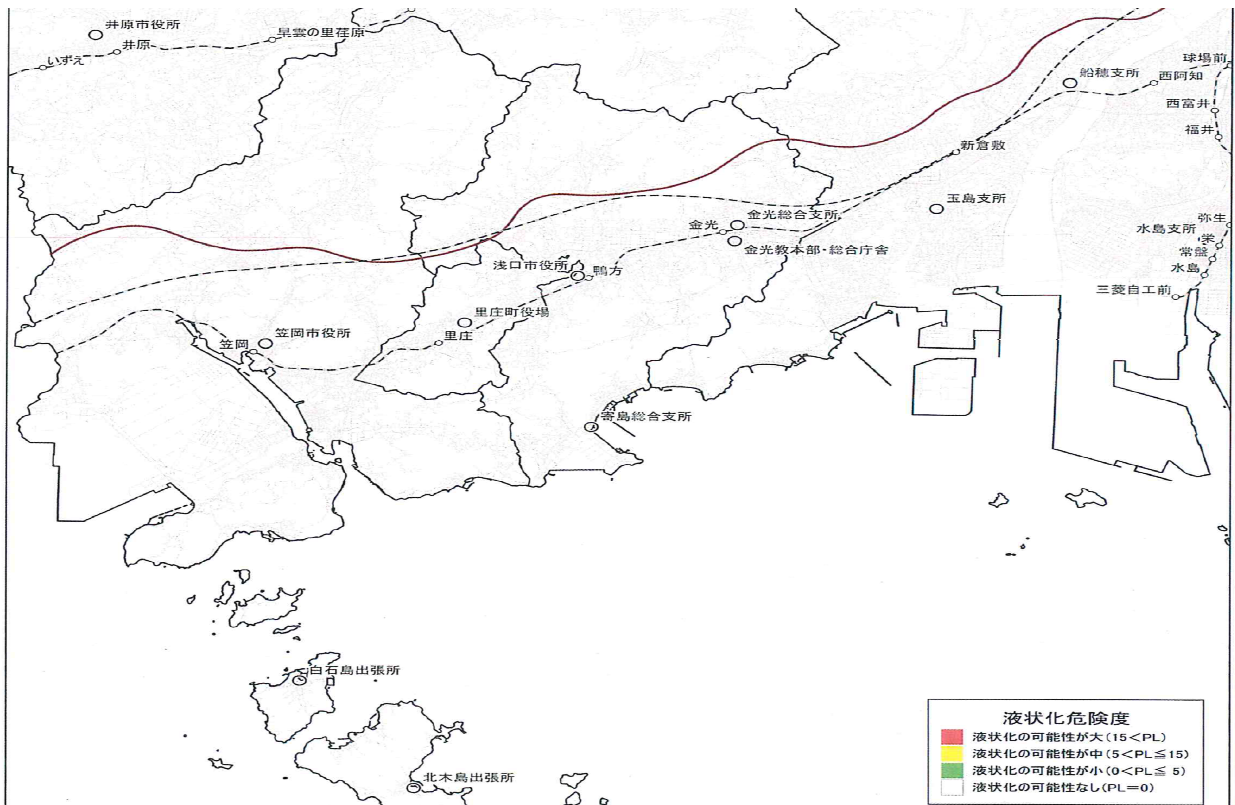 井原市役所
早雲の里荏原
井原
いずえ
球場前
船穂支所
西阿知
西富井
福井
新倉敷
玉島支所
弥生
水島支所
栄
常盤
水島
三菱自工前
金光総合支所
金光
金光教本部・総合庁舎
浅口市役所
鴨方
里庄町役場
里庄
笠岡市役所
笠岡
寄島総合支所
白石島出張所
北木島出張所
液状化危険度
液状化の可能性が大(15<PL)
液状化の可能性が中(5<PL≦15)
液状化の可能性が小(0<PL≦ 5)
液状化の可能性なし(PL=0)